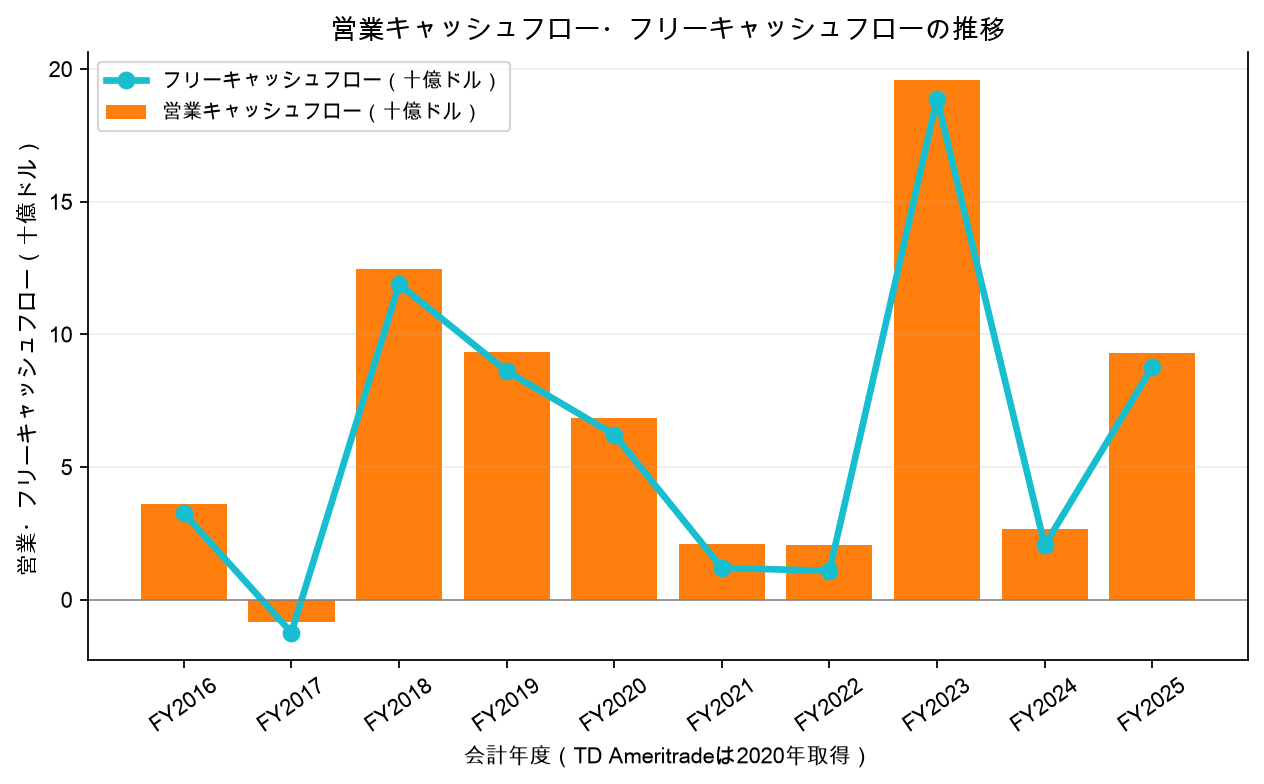 営業キャッシュフロー・フリーキャッシュフローの推移
フリーキャッシュフロー(十億ドル)
営業キャッシュフロー(十億ドル)
営業・フリーキャッシュフロー(十億ドル)
20
15
10
5
0
FY2016
FY2017
FY2018
FY2019
FY2020
FY2021
FY2022
FY2023
FY2024
FY2025
会計年度(TD Ameritradeは2020年取得)